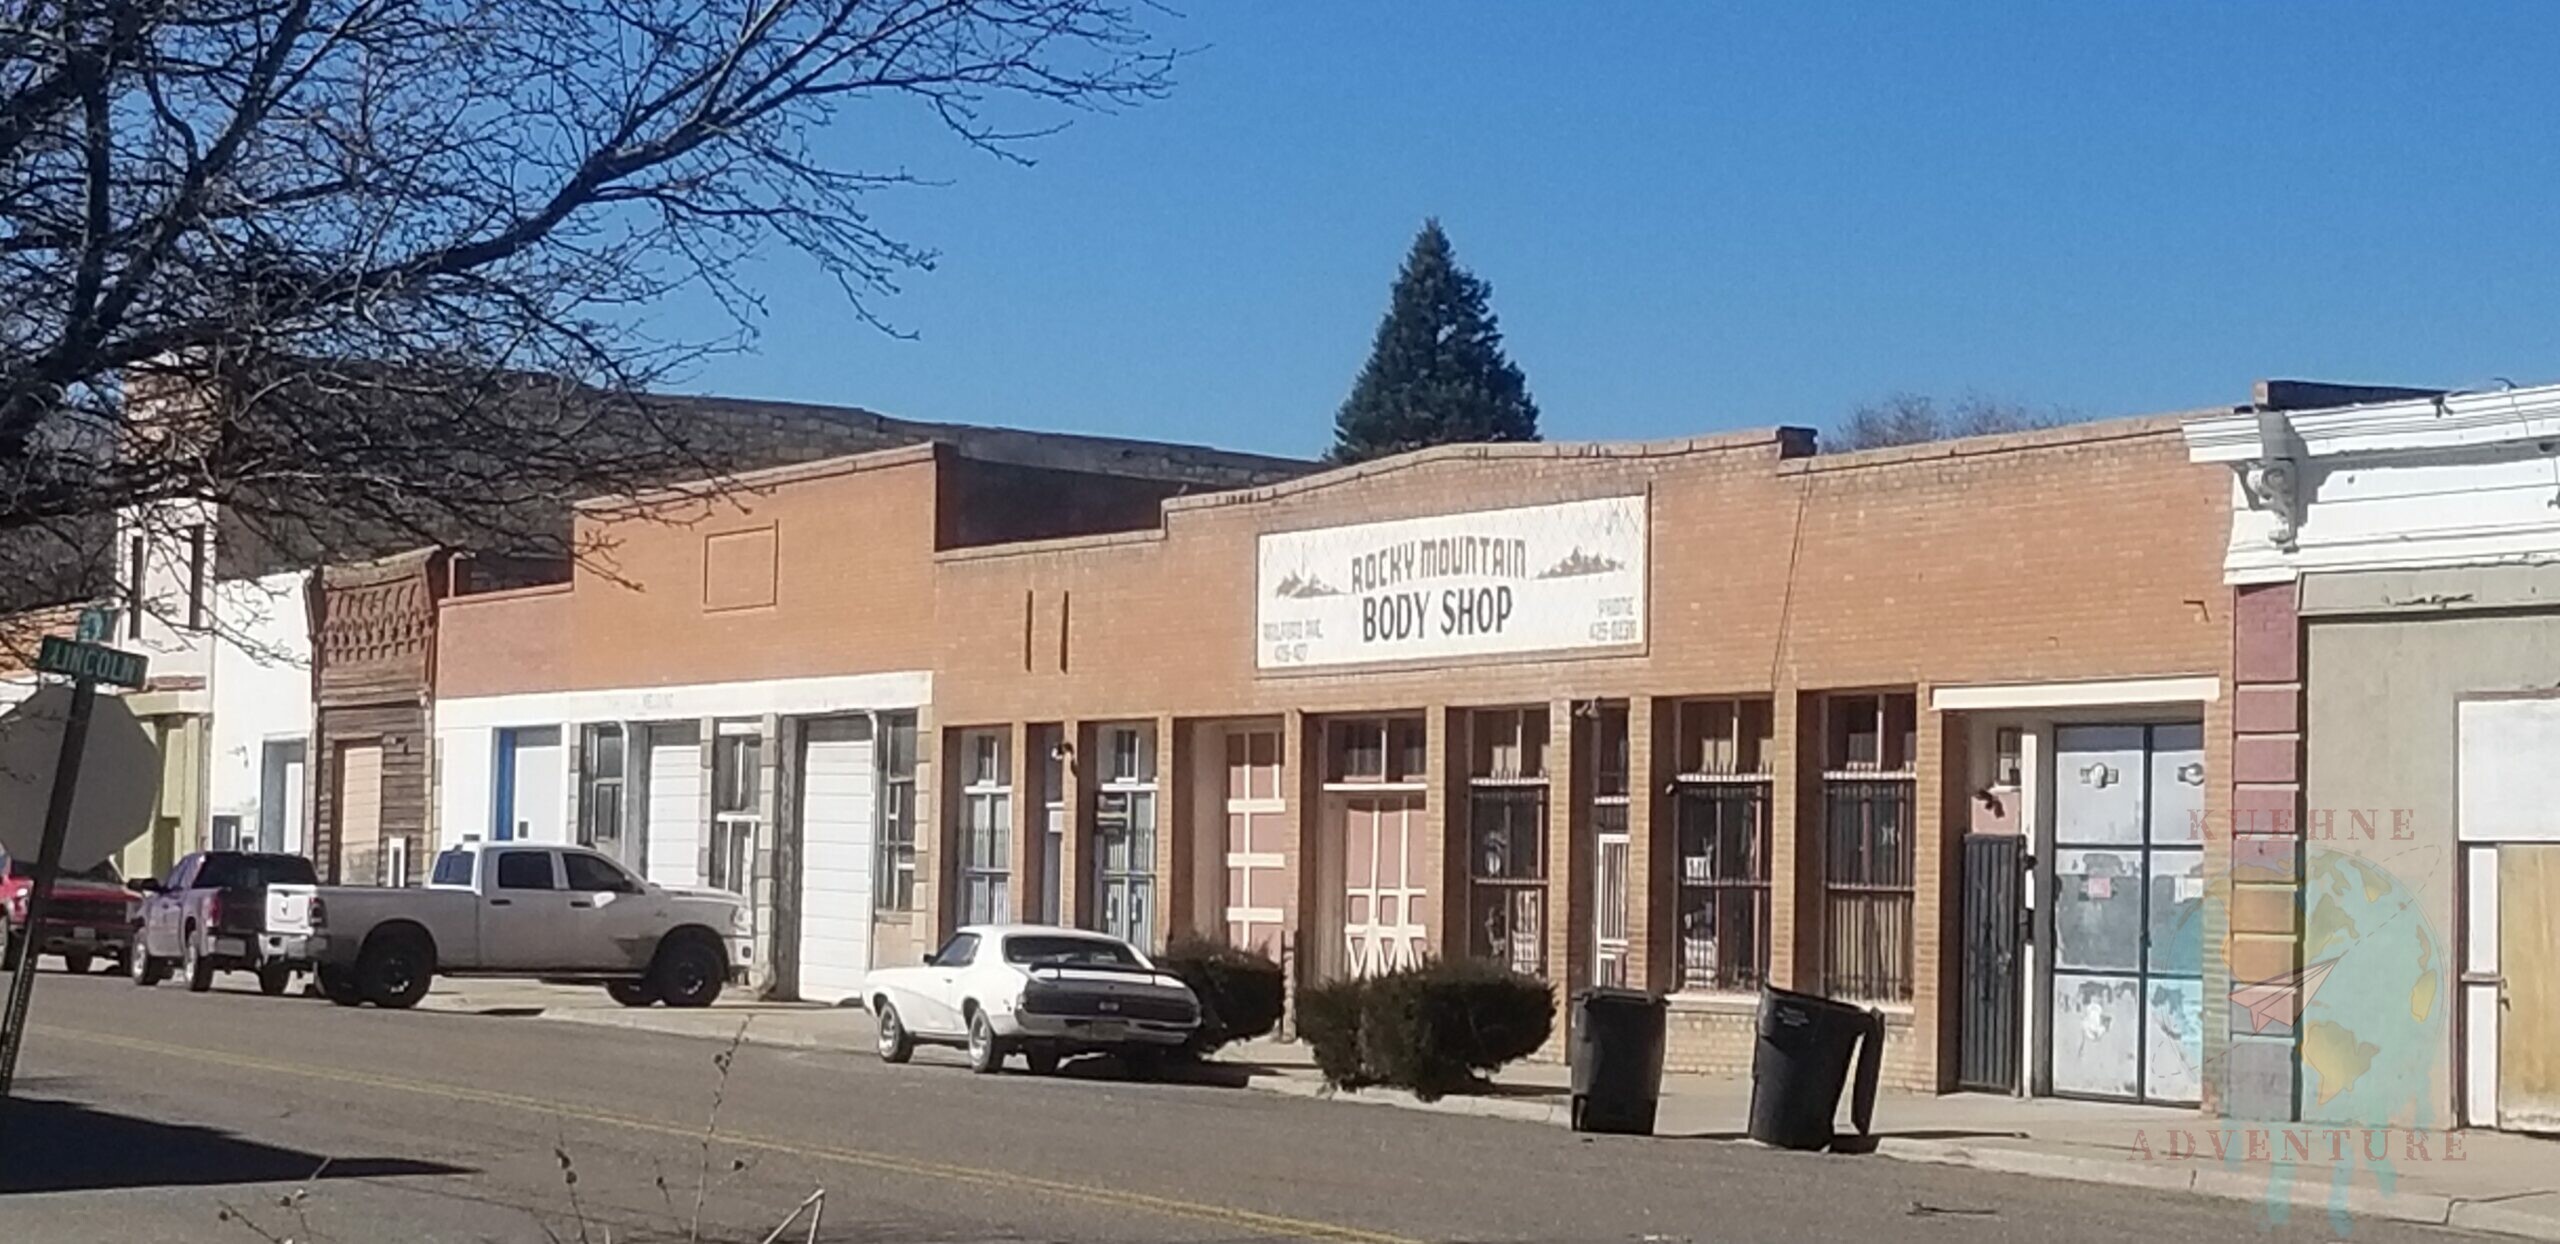 LINCOLN
ROCKY MOUNTAIN
BODY SHOP
PHONE
KUEHNE
ADVENTURE